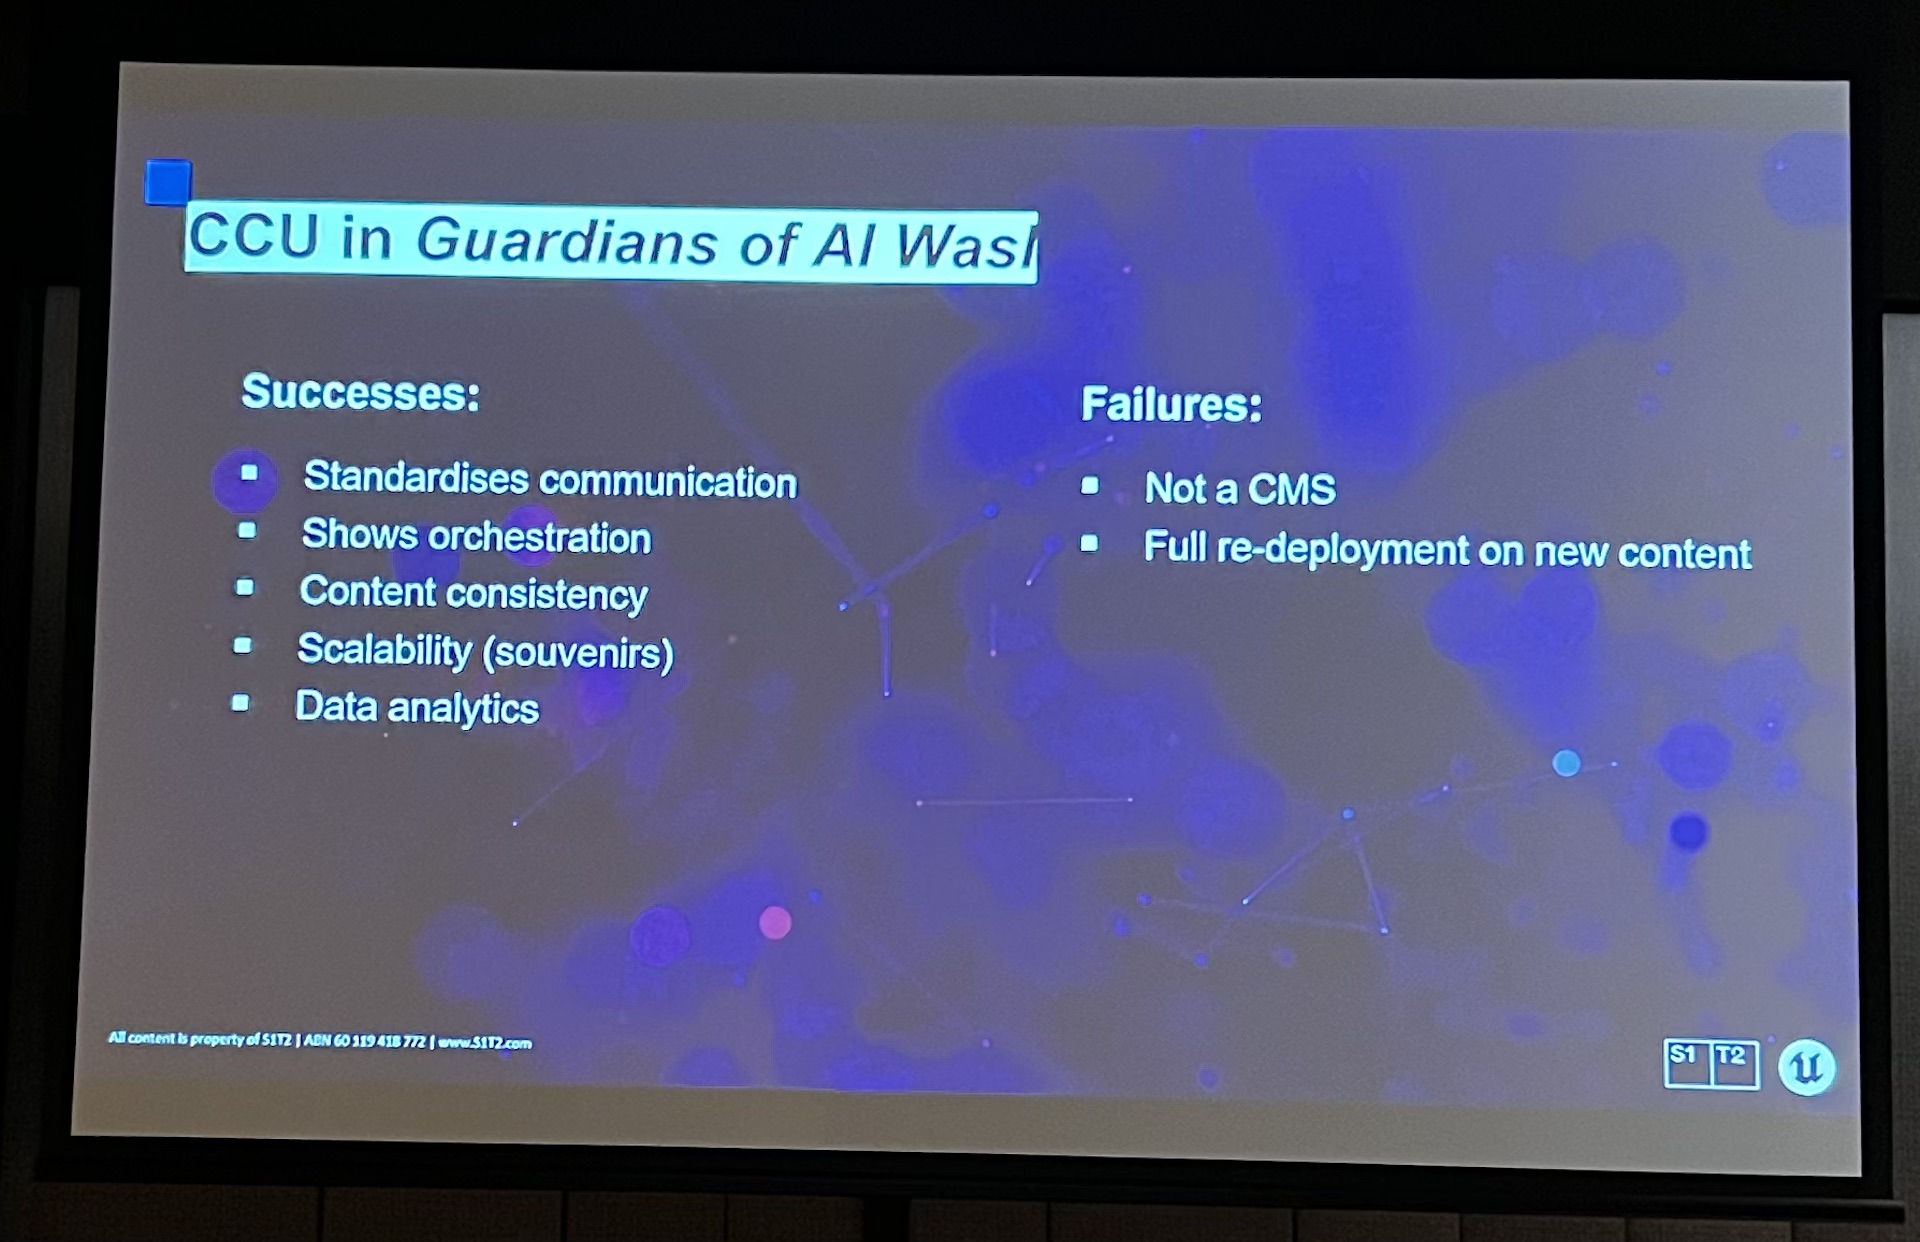 CCU in Guardians of Al Wasl
Successes:
Standardises communication
Shows orchestration
Content consistency
Scalability (souvenirs)
Data analytics
Failures:
Not a CMS
Full re-deployment on new content
All content is property of S1T2 | ABN 60 119 418 772 | www.S1T2.com
S1 T2